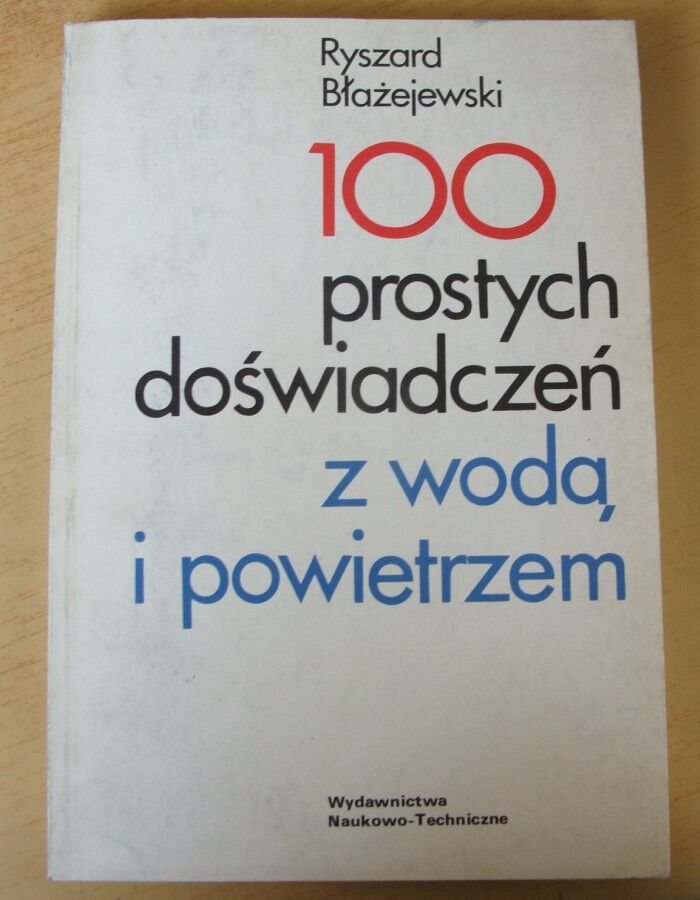 Ryszard
Błażejewski
100
prostych
doświadczeń
z wodą
i powietrzem
Wydawnictwa
Naukowo-Techniczne